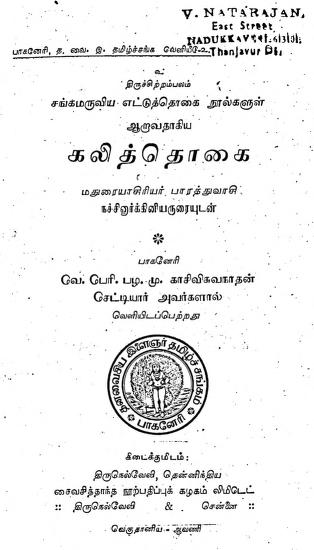 V. NATARAJAN,
East Street
NADUKKAVERI
Thanjavur Dt.
பாகனேரி, த. வை. இ. தமிழ்ச்சங்க வெளியீடு
உ
திருச்சிற்றம்பலம்
சங்கமருவிய எட்டுத்தொகை நூல்களுள்
ஆறாவதாகிய
கலித்தொகை
மதுரையாசிரியர் பாரத்துவாசி
நச்சினார்க்கினியருரையுடன்
பாகனேரி
வே. பேரி. பழ. மு. காசிவிசுவநாதன்
செட்டியார் அவர்களால்
வெளியிடப்பெற்றது
தனவைசிய இளைஞர் தமிழ்ச் சங்கம்
பாகனேரி
கிடைக்குமிடம்:
திருநெல்வேலி, தென்னிந்திய
சைவசித்தாந்த நூற்பதிப்புக் கழகம் லிமிடெட்
:: திருநெல்வேலி & சென்னை ::
வெகுதானிய - ஆவணி